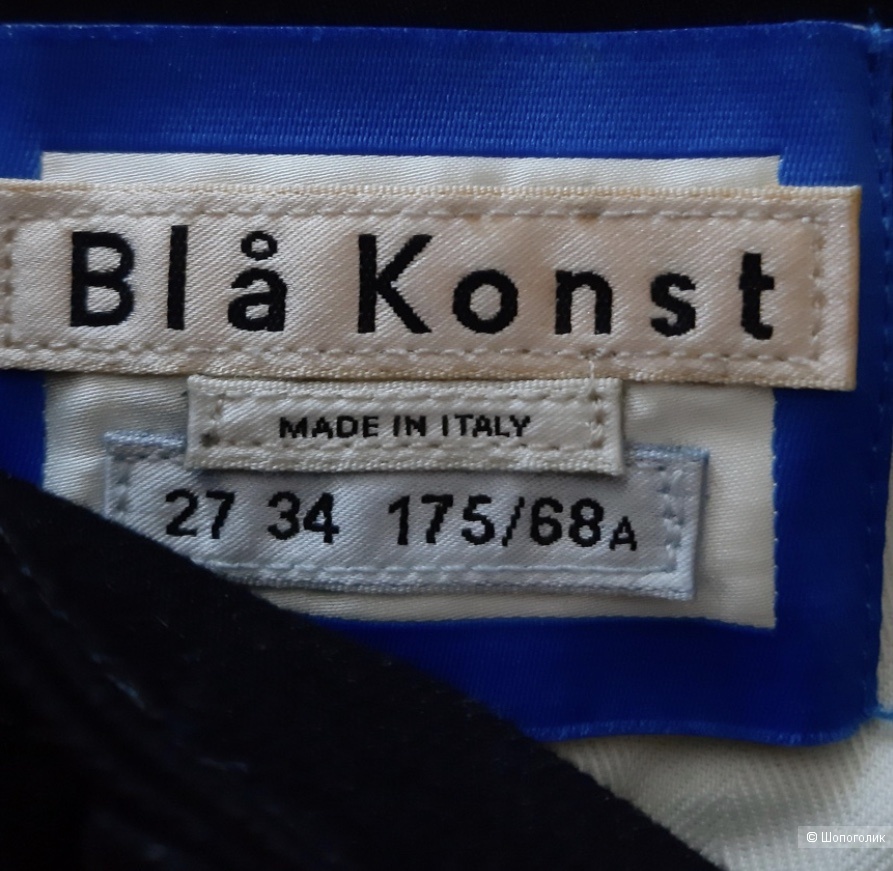 Blå Konst
MADE IN ITALY
27 34 175/68A
© Шопоголик